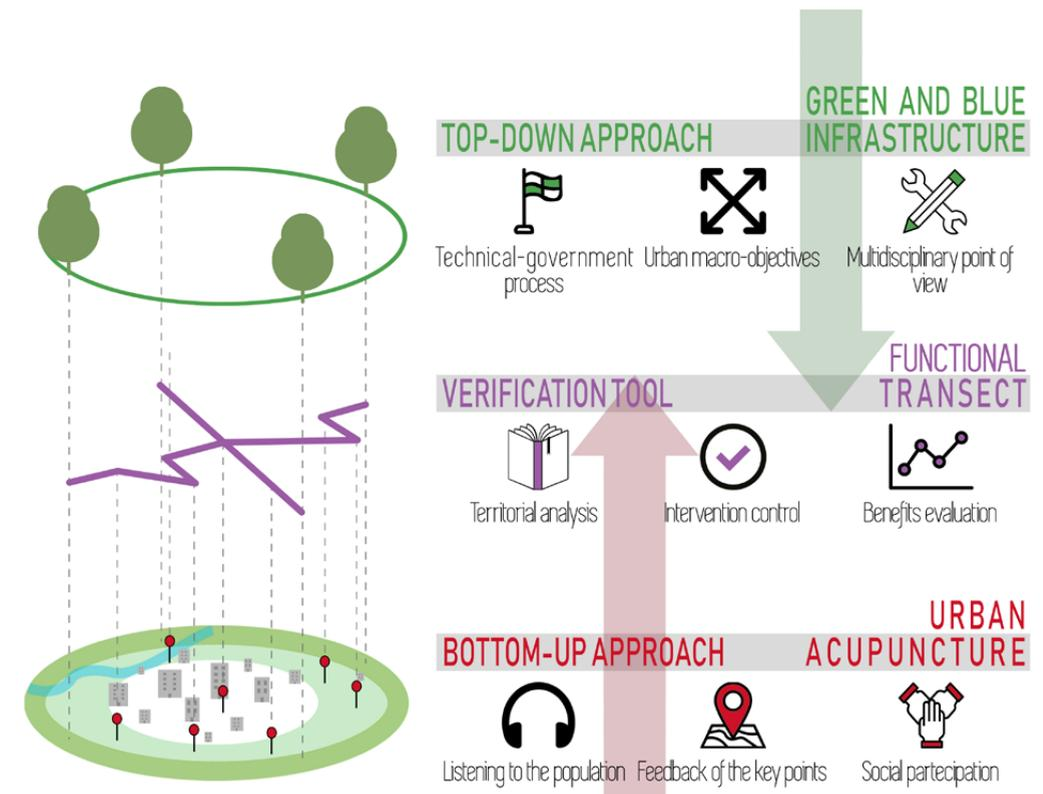 GREEN AND BLUE
TOP-DOWN APPROACH INFRASTRUCTURE
Technical-government Urban macro-objectives Multidisciplinary point of
process view
FUNCTIONAL
VERIFICATION TOOL TRANSECT
Territorial analysis Intervention control Benefits evaluation
URBAN
BOTTOM-UP APPROACH ACUPUNCTURE
Listening to the population Feedback of the key points Social partecipation